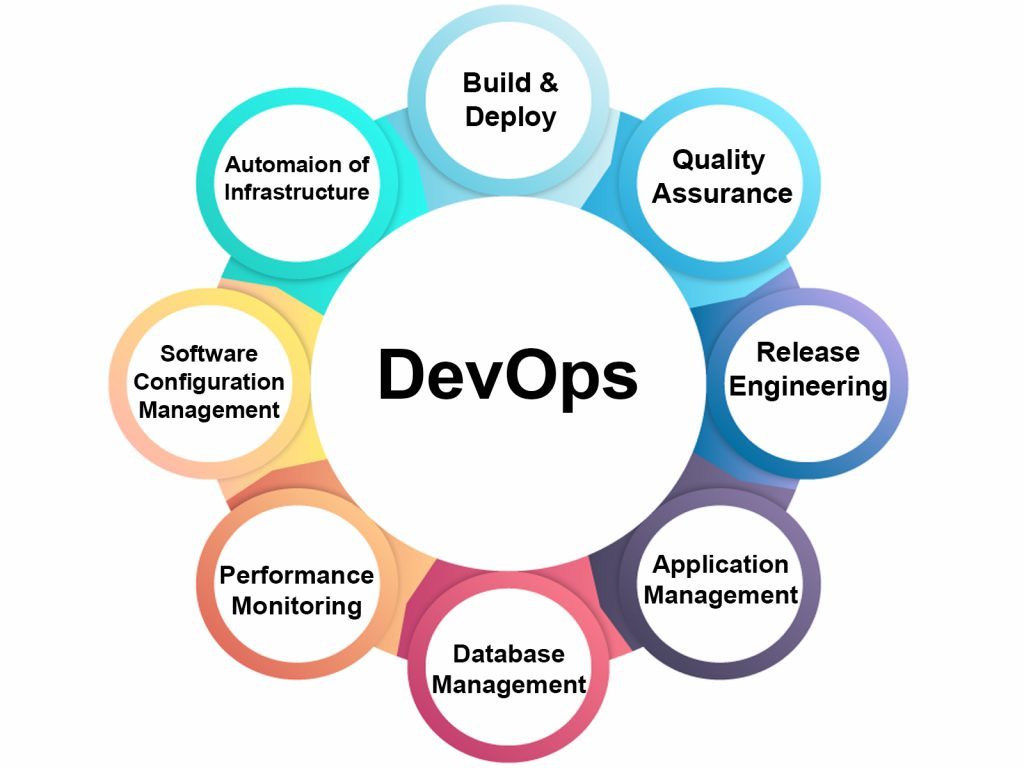 Build &
Deploy
Quality
Assurance
Release
Engineering
Application
Management
Database
Management
Performance
Monitoring
Software
Configuration
Management
Automaion of
Infrastructure
DevOps